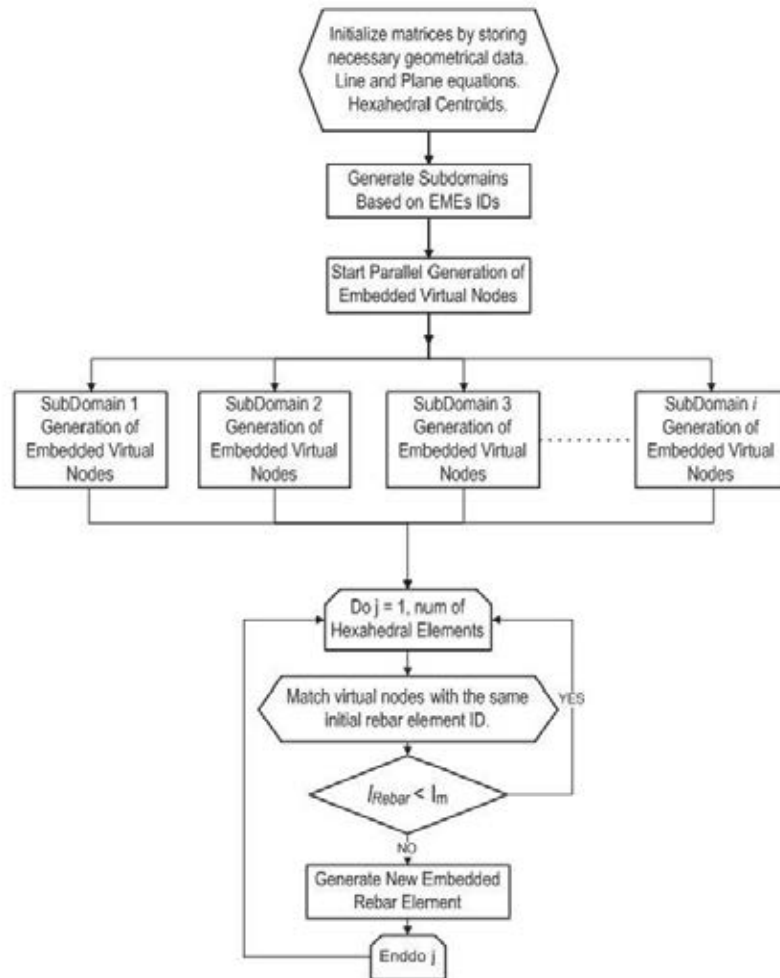 Initialize matrices by storing
necessary geometrical data.
Line and Plane equations.
Hexahedral Centroids.
Generate Subdomains
Based on EMEs IDs
Start Parallel Generation of
Embedded Virtual Nodes
SubDomain 1
Generation of
Embedded Virtual
Nodes
SubDomain 2
Generation of
Embedded Virtual
Nodes
SubDomain 3
Generation of
Embedded Virtual
Nodes
SubDomain i
Generation of
Embedded Virtual
Nodes
Do j = 1, num of
Hexahedral Elements
Match virtual nodes with the same
initial rebar element ID.
YES
lRebar < lm
NO
Generate New Embedded
Rebar Element
Enddo j